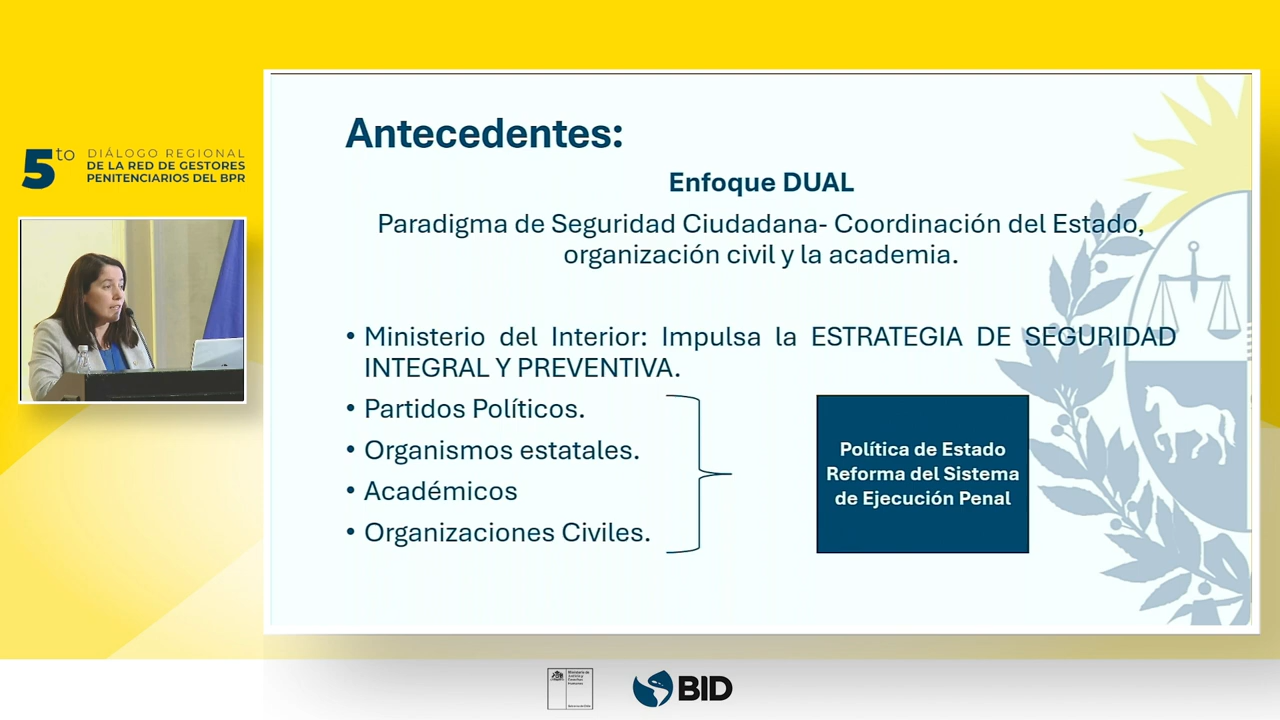 5to
DIÁLOGO REGIONAL
DE LA RED DE GESTORES
PENITENCIARIOS DEL BPR
Antecedentes:
Enfoque DUAL
Paradigma de Seguridad Ciudadana- Coordinación del Estado,
organización civil y la academia.
• Ministerio del Interior: Impulsa la ESTRATEGIA DE SEGURIDAD
INTEGRAL Y PREVENTIVA.
• Partidos Políticos.
• Organismos estatales.
• Académicos
• Organizaciones Civiles.
Política de Estado
Reforma del Sistema
de Ejecución Penal
BID